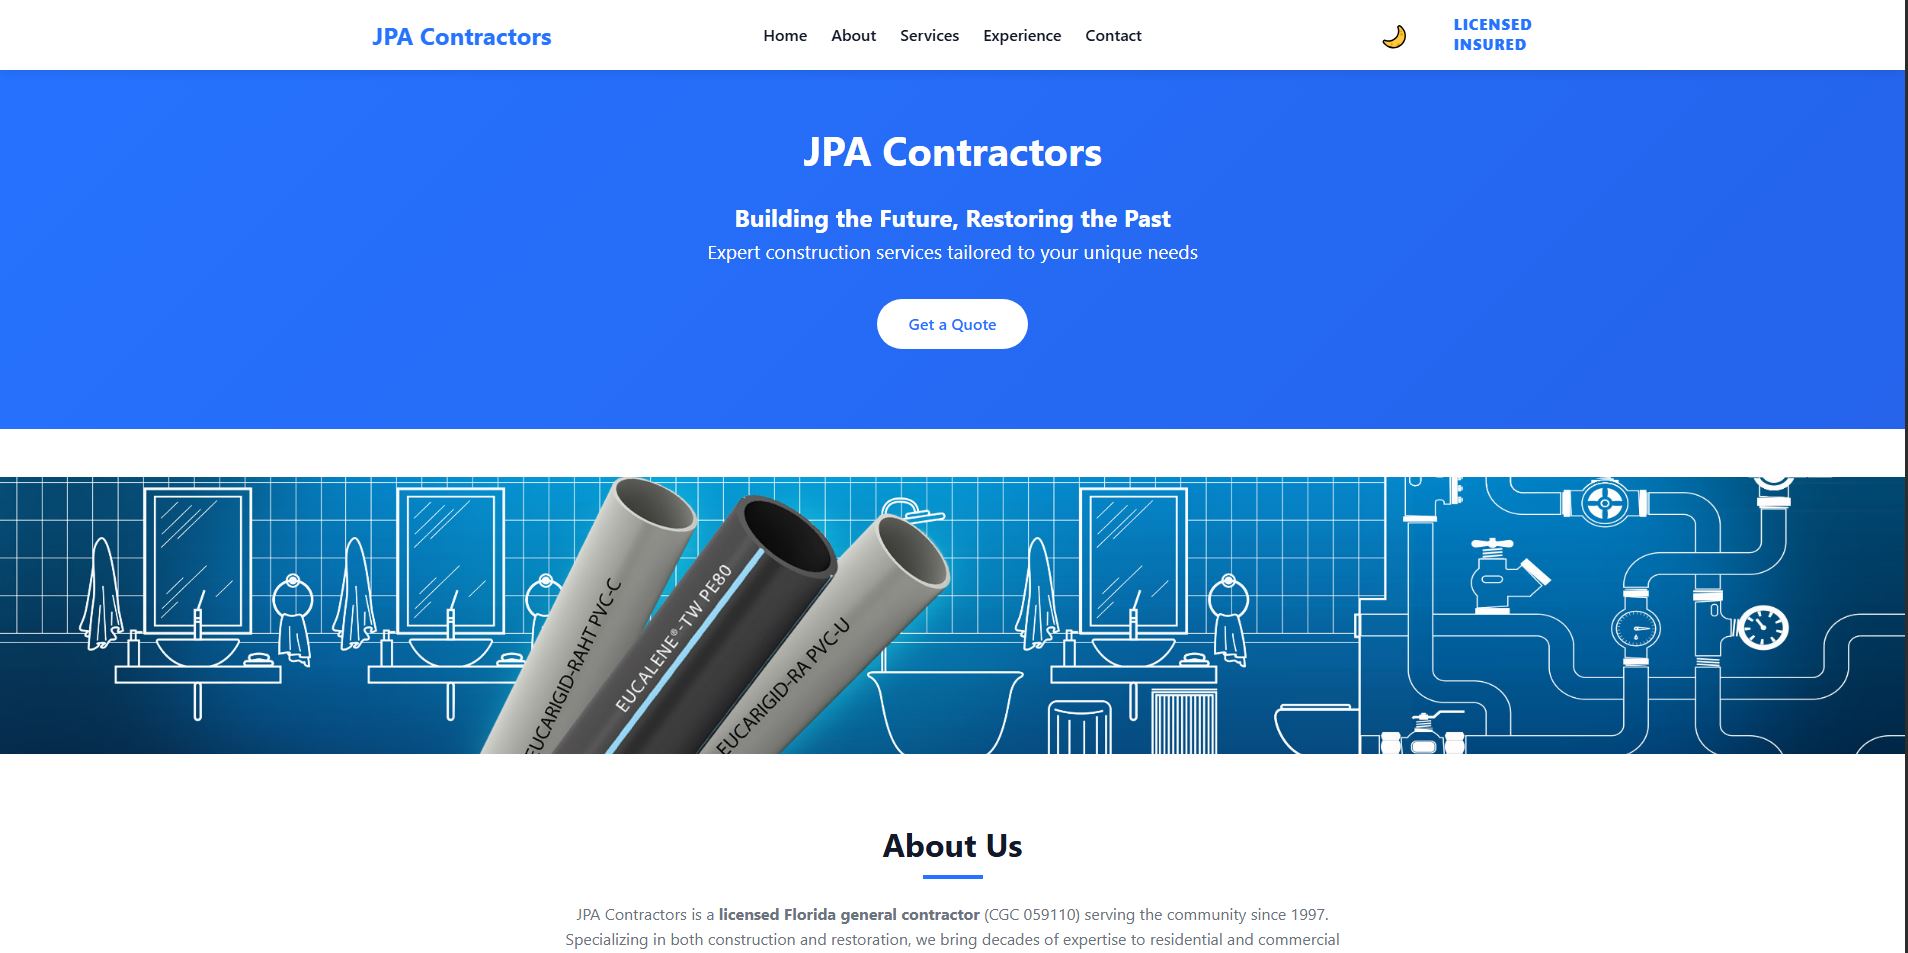 JPA Contractors
Home About Services Experience Contact
LICENSED
INSURED
JPA Contractors
Building the Future, Restoring the Past
Expert construction services tailored to your unique needs
Get a Quote
EUCARIGID-RAHT PVC-C
EUCALENE®-TW PE80
EUCARIGID-RA PVC-U
About Us
JPA Contractors is a licensed Florida general contractor (CGC 059110) serving the community since 1997.
Specializing in both construction and restoration, we bring decades of expertise to residential and commercial